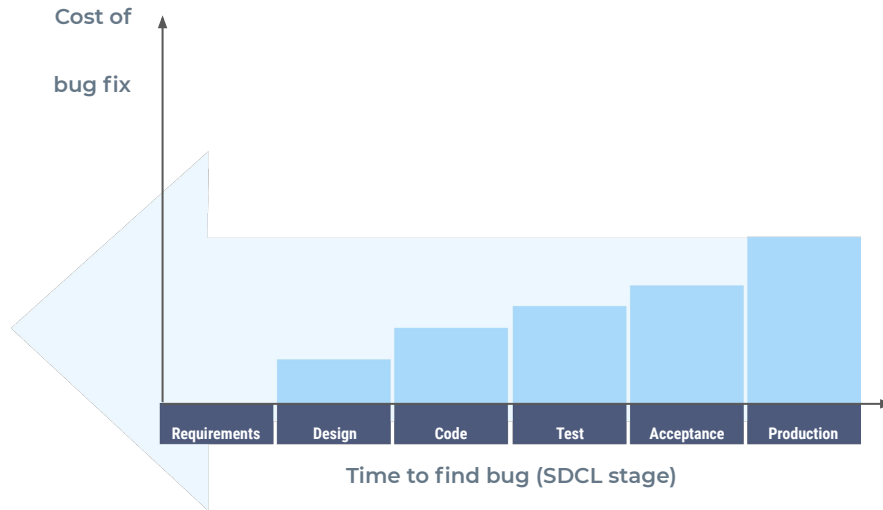 Cost of
bug fix
Requirements
Design
Code
Test
Acceptance
Production
Time to find bug (SDCL stage)